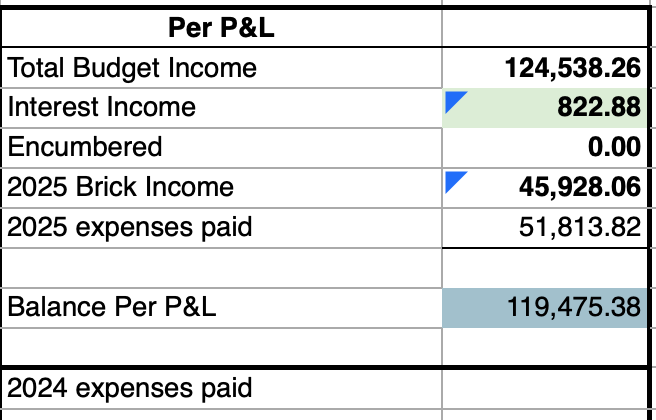 Per P&L
Total Budget Income 124,538.26
Interest Income 822.88
Encumbered 0.00
2025 Brick Income 45,928.06
2025 expenses paid 51,813.82
Balance Per P&L 119,475.38
2024 expenses paid